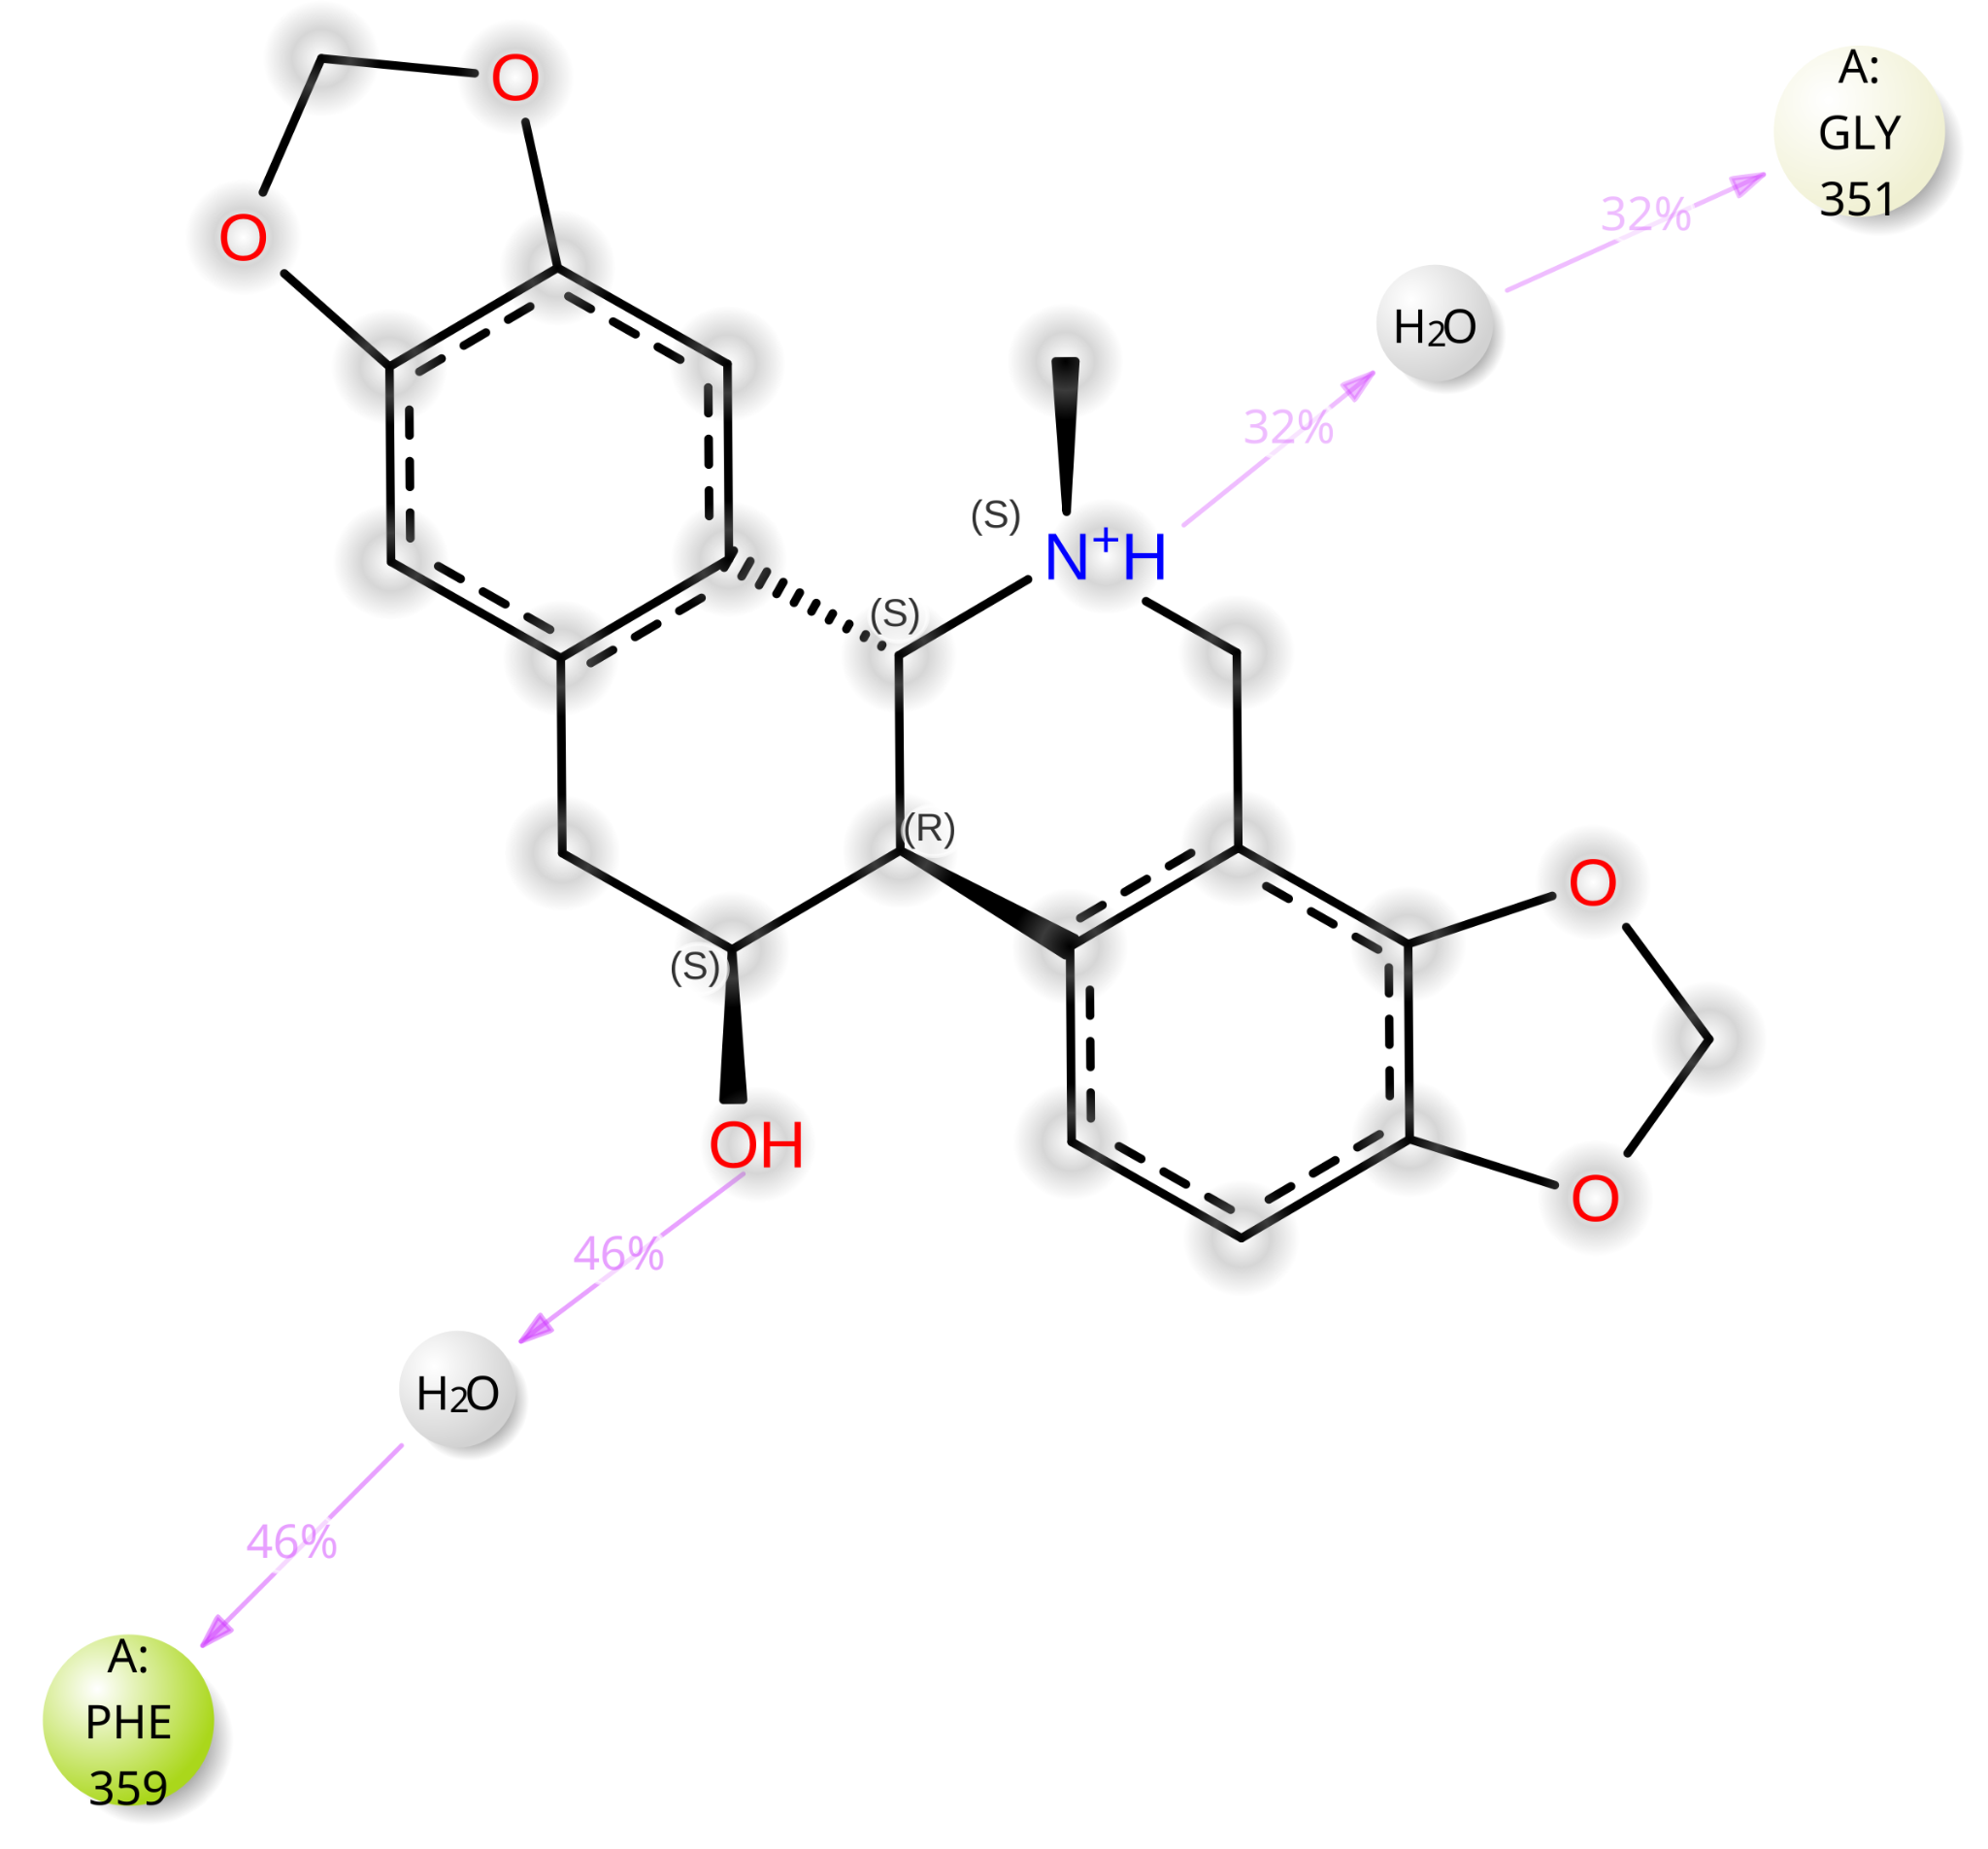 O
A:
GLY
351
32%
O
H2O
32%
(S)
N+H
(S)
(R)
O
(S)
OH
O
46%
H2O
46%
A:
PHE
359